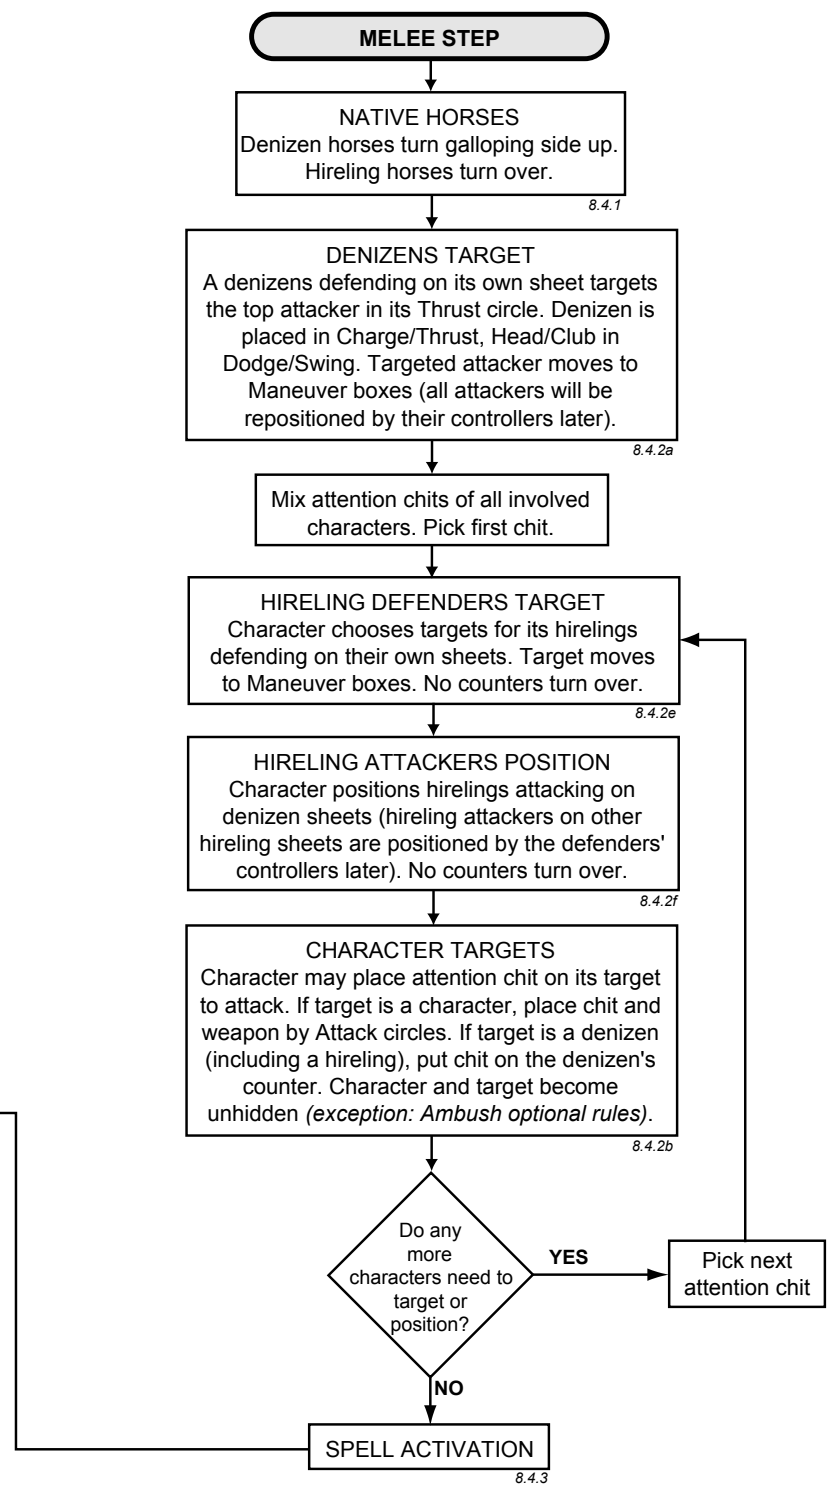 MELEE STEP
NATIVE HORSES
Denizen horses turn galloping side up.
Hireling horses turn over.
8.4.1
DENIZENS TARGET
A denizens defending on its own sheet targets
the top attacker in its Thrust circle. Denizen is
placed in Charge/Thrust, Head/Club in
Dodge/Swing. Targeted attacker moves to
Maneuver boxes (all attackers will be
repositioned by their controllers later).
8.4.2a
Mix attention chits of all involved
characters. Pick first chit.
HIRELING DEFENDERS TARGET
Character chooses targets for its hirelings
defending on their own sheets. Target moves
to Maneuver boxes. No counters turn over.
8.4.2e
HIRELING ATTACKERS POSITION
Character positions hirelings attacking on
denizen sheets (hireling attackers on other
hireling sheets are positioned by the defenders'
controllers later). No counters turn over.
8.4.2f
CHARACTER TARGETS
Character may place attention chit on its target
to attack. If target is a character, place chit and
weapon by Attack circles. If target is a denizen
(including a hireling), put chit on the denizen's
counter. Character and target become
unhidden (exception: Ambush optional rules).
8.4.2b
Do any
more
characters need to
target or
position?
YES
Pick next
attention chit
NO
SPELL ACTIVATION
8.4.3